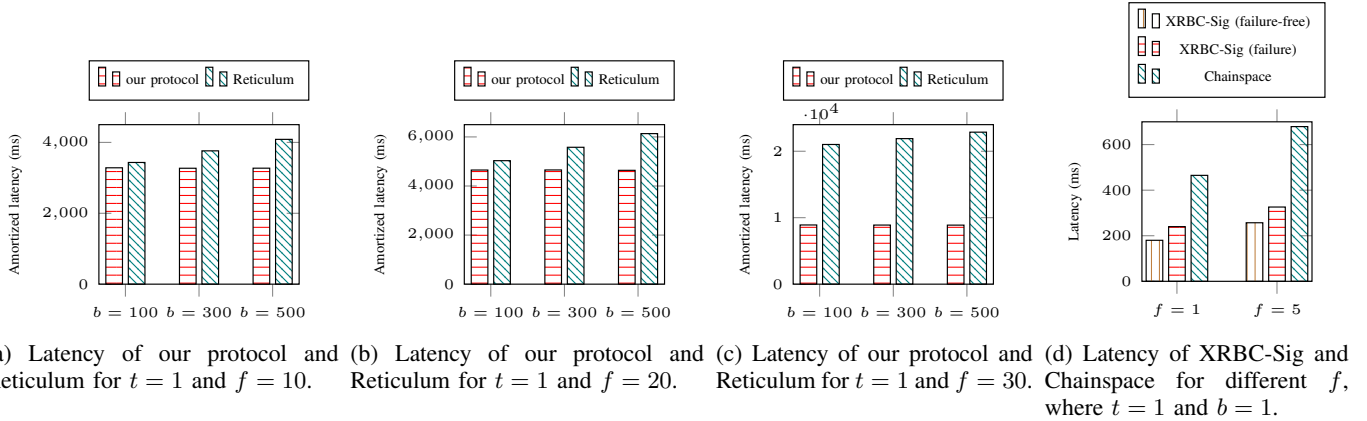 our protocol Reticulum
Amortized latency (ms)
4,000
2,000
0
b = 100 b = 300 b = 500
a) Latency of our protocol and
Reticulum for t = 1 and f = 10.
our protocol Reticulum
Amortized latency (ms)
6,000
4,000
2,000
0
b = 100 b = 300 b = 500
(b) Latency of our protocol and
Reticulum for t = 1 and f = 20.
our protocol Reticulum
·10⁴
Amortized latency (ms)
2
1
0
b = 100 b = 300 b = 500
(c) Latency of our protocol and
Reticulum for t = 1 and f = 30.
XRBC-Sig (failure-free)
XRBC-Sig (failure)
Chainspace
Latency (ms)
600
400
200
0
f = 1 f = 5
(d) Latency of XRBC-Sig and
Chainspace for different f,
where t = 1 and b = 1.